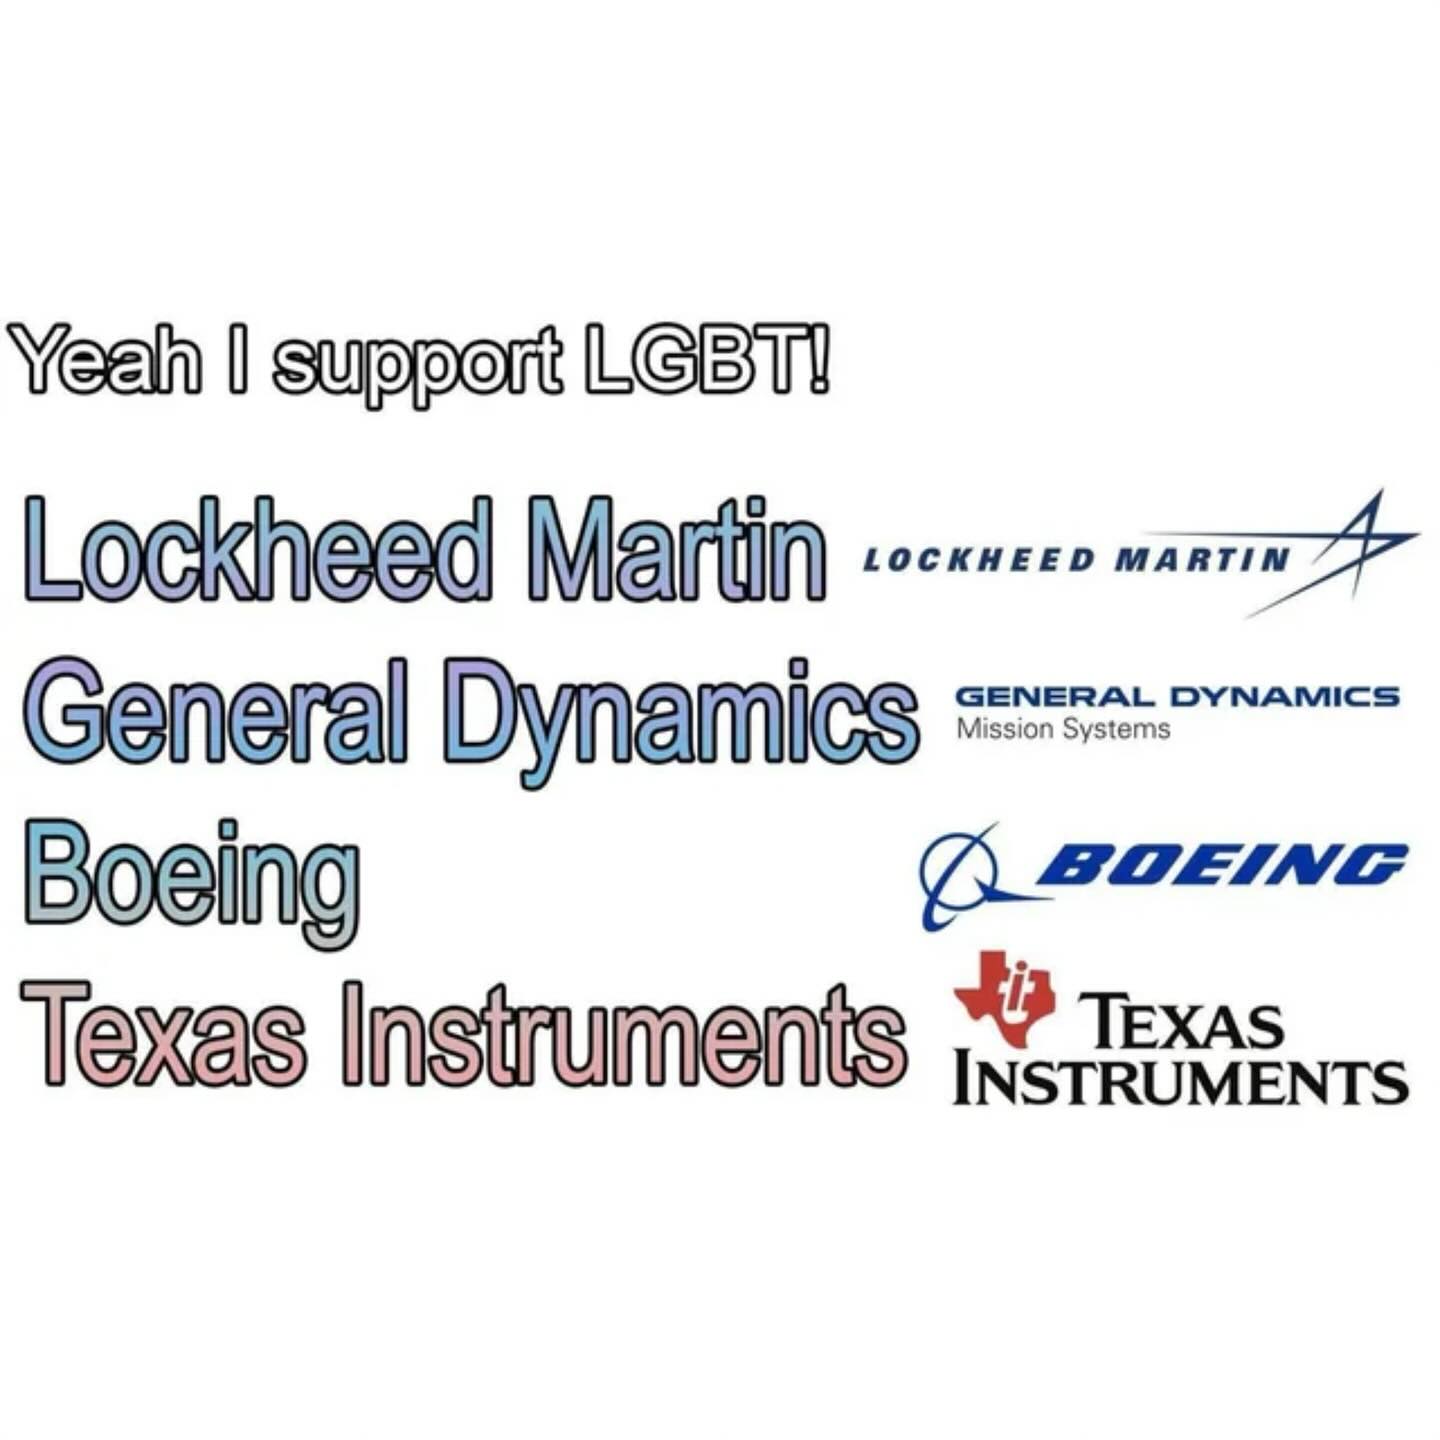 Yeah I support LGBT!
Lockheed Martin LOCKHEED MARTIN
General Dynamics GENERAL DYNAMICS
Mission Systems
Boeing BOEING
Texas Instruments TEXAS
INSTRUMENTS